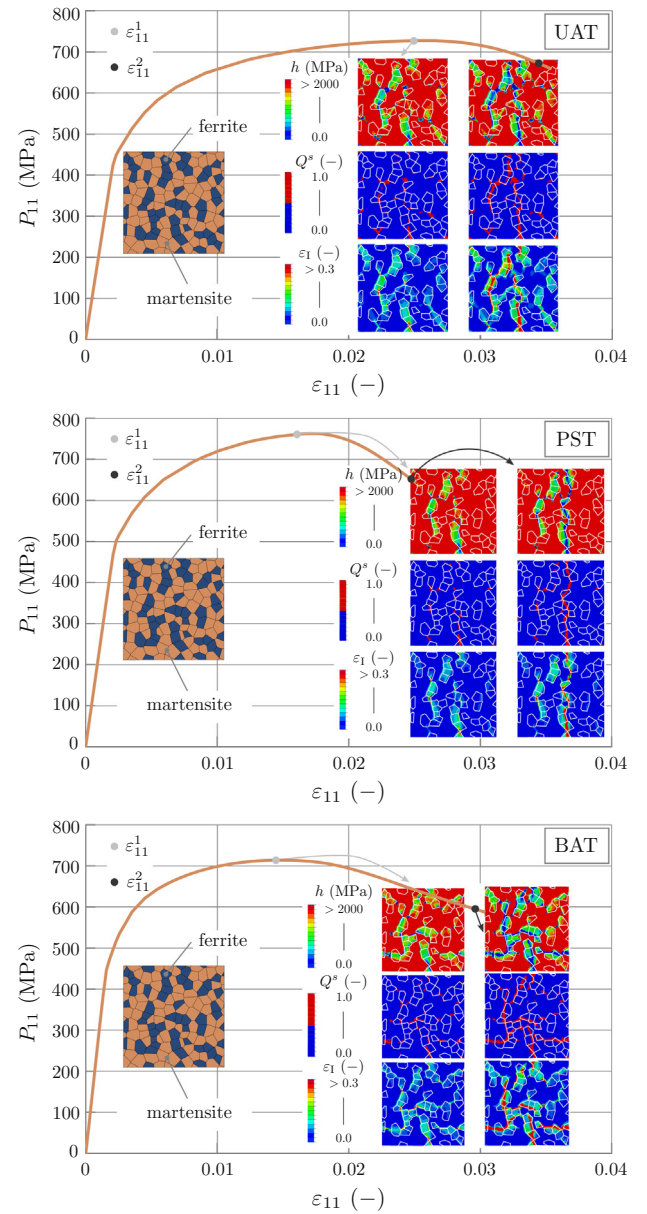 800
700
600
500
400
300
200
100
0
P₁₁ (MPa)
ε¹₁₁
ε²₁₁
UAT
ferrite
martensite
h (MPa)
> 2000
0.0
Qˢ (−)
1.0
0.0
ε_I (−)
> 0.3
0.0
0 0.01 0.02 0.03 0.04
ε₁₁ (−)
800
700
600
500
400
300
200
100
0
P₁₁ (MPa)
ε¹₁₁
ε²₁₁
PST
ferrite
martensite
h (MPa)
> 2000
0.0
Qˢ (−)
1.0
0.0
ε_I (−)
> 0.3
0.0
0 0.01 0.02 0.03 0.04
ε₁₁ (−)
800
700
600
500
400
300
200
100
0
P₁₁ (MPa)
ε¹₁₁
ε²₁₁
BAT
ferrite
martensite
h (MPa)
> 2000
0.0
Qˢ (−)
1.0
0.0
ε_I (−)
> 0.3
0.0
0 0.01 0.02 0.03 0.04
ε₁₁ (−)